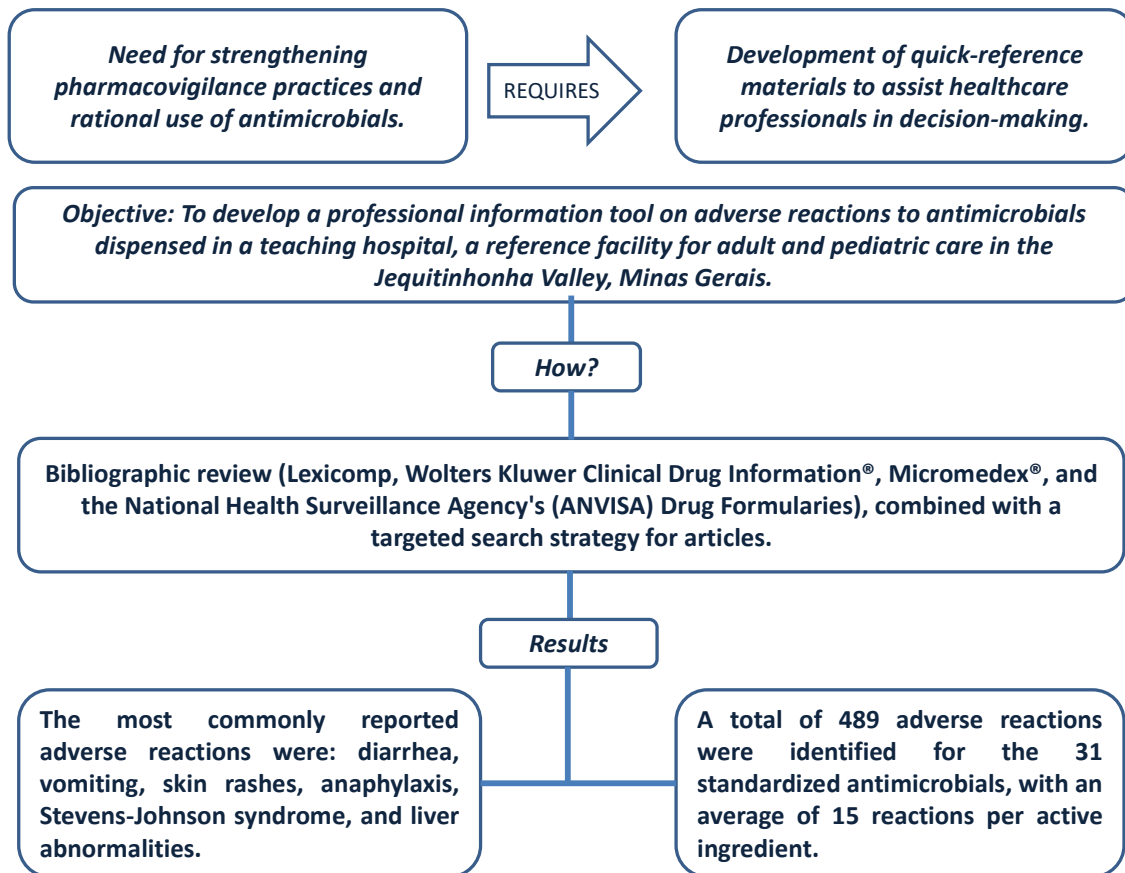 Need for strengthening
pharmacovigilance practices and
rational use of antimicrobials.
REQUIRES
Development of quick-reference
materials to assist healthcare
professionals in decision-making.
Objective: To develop a professional information tool on adverse reactions to antimicrobials
dispensed in a teaching hospital, a reference facility for adult and pediatric care in the
Jequitinhonha Valley, Minas Gerais.
How?
Bibliographic review (Lexicomp, Wolters Kluwer Clinical Drug Information®, Micromedex®, and
the National Health Surveillance Agency's (ANVISA) Drug Formularies), combined with a
targeted search strategy for articles.
Results
The most commonly reported
adverse reactions were: diarrhea,
vomiting, skin rashes, anaphylaxis,
Stevens-Johnson syndrome, and liver
abnormalities.
A total of 489 adverse reactions
were identified for the 31
standardized antimicrobials, with an
average of 15 reactions per active
ingredient.